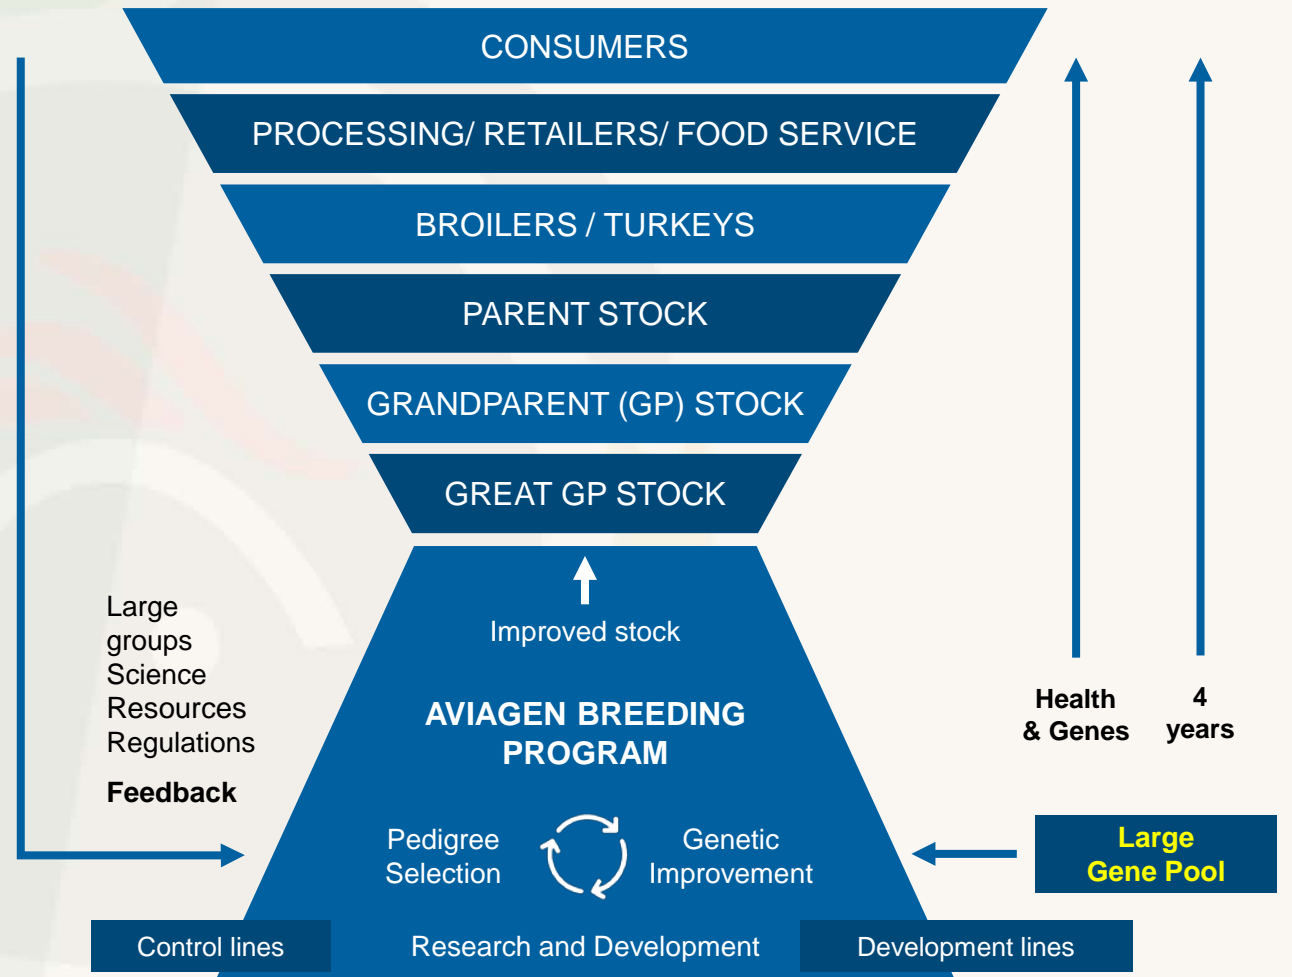 CONSUMERS
PROCESSING/ RETAILERS/ FOOD SERVICE
BROILERS / TURKEYS
PARENT STOCK
GRANDPARENT (GP) STOCK
GREAT GP STOCK
Improved stock
AVIAGEN BREEDING
PROGRAM
Pedigree
Selection
Genetic
Improvement
Control lines
Research and Development
Development lines
Large
groups
Science
Resources
Regulations
Feedback
Health
& Genes
4
years
Large
Gene Pool